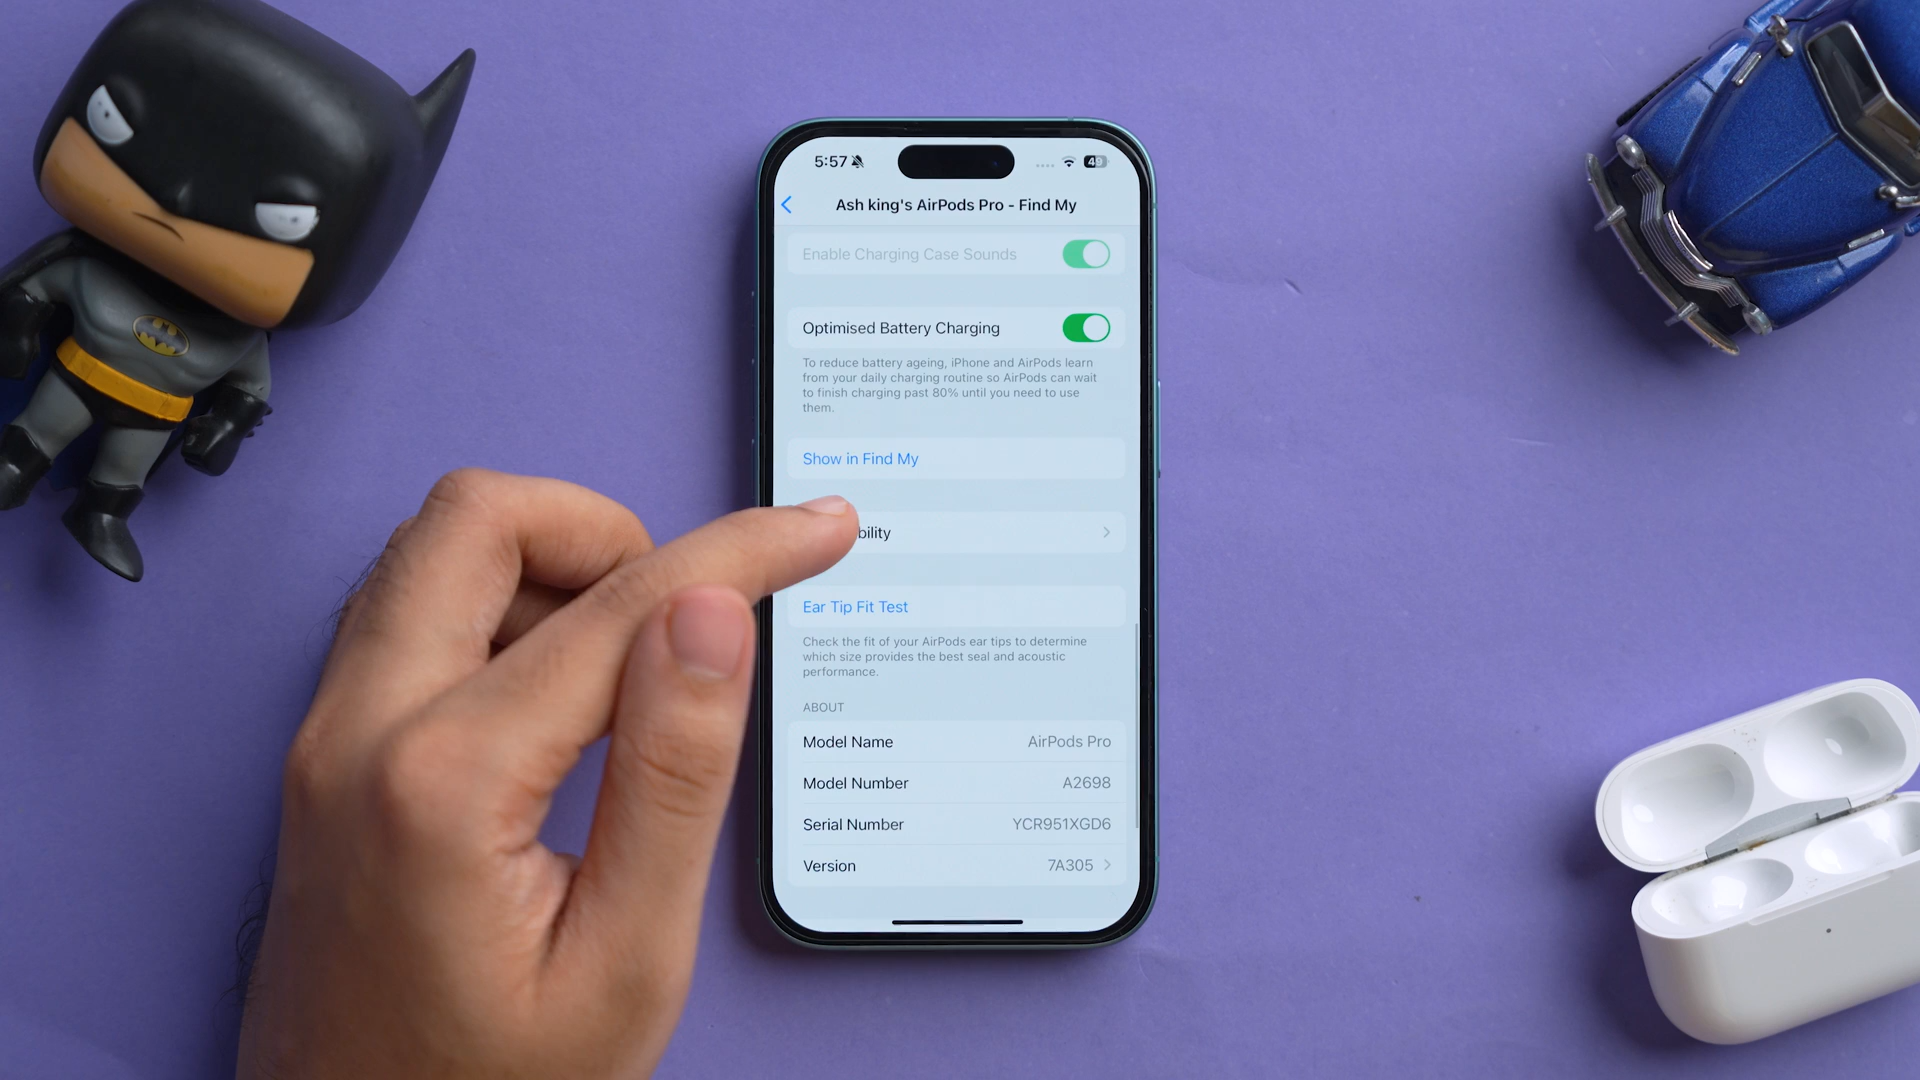 5:57
49
Ash king's AirPods Pro - Find My
Enable Charging Case Sounds
Optimised Battery Charging
To reduce battery ageing, iPhone and AirPods learn
from your daily charging routine so AirPods can wait
to finish charging past 80% until you need to use
them.
Show in Find My
bility
Ear Tip Fit Test
Check the fit of your AirPods ear tips to determine
which size provides the best seal and acoustic
performance.
ABOUT
Model Name AirPods Pro
Model Number A2698
Serial Number YCR951XGD6
Version 7A305